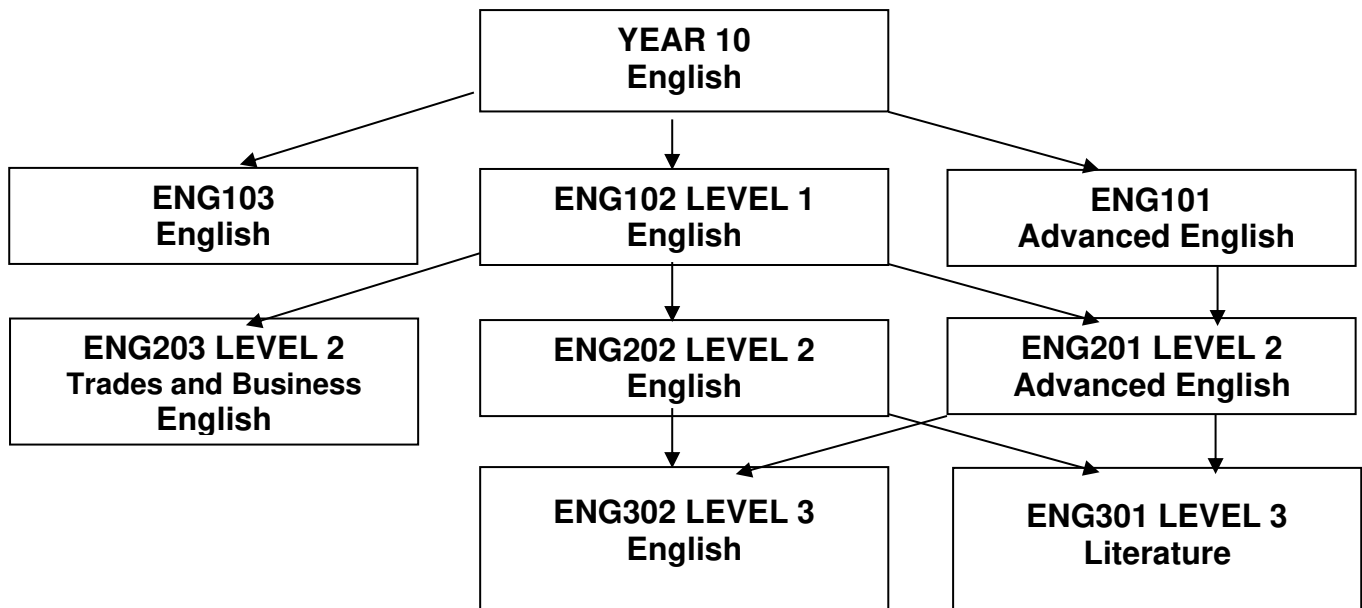 YEAR 10
English
ENG103
English
ENG102 LEVEL 1
English
ENG101
Advanced English
ENG203 LEVEL 2
Trades and Business
English
ENG202 LEVEL 2
English
ENG201 LEVEL 2
Advanced English
ENG302 LEVEL 3
English
ENG301 LEVEL 3
Literature